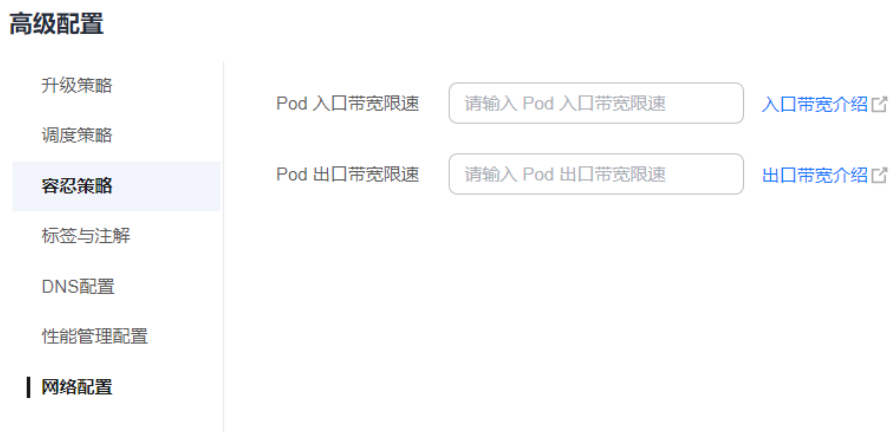 高级配置
升级策略
调度策略
容忍策略
标签与注解
DNS配置
性能管理配置
网络配置
Pod 入口带宽限速 请输入 Pod 入口带宽限速 入口带宽介绍
Pod 出口带宽限速 请输入 Pod 出口带宽限速 出口带宽介绍